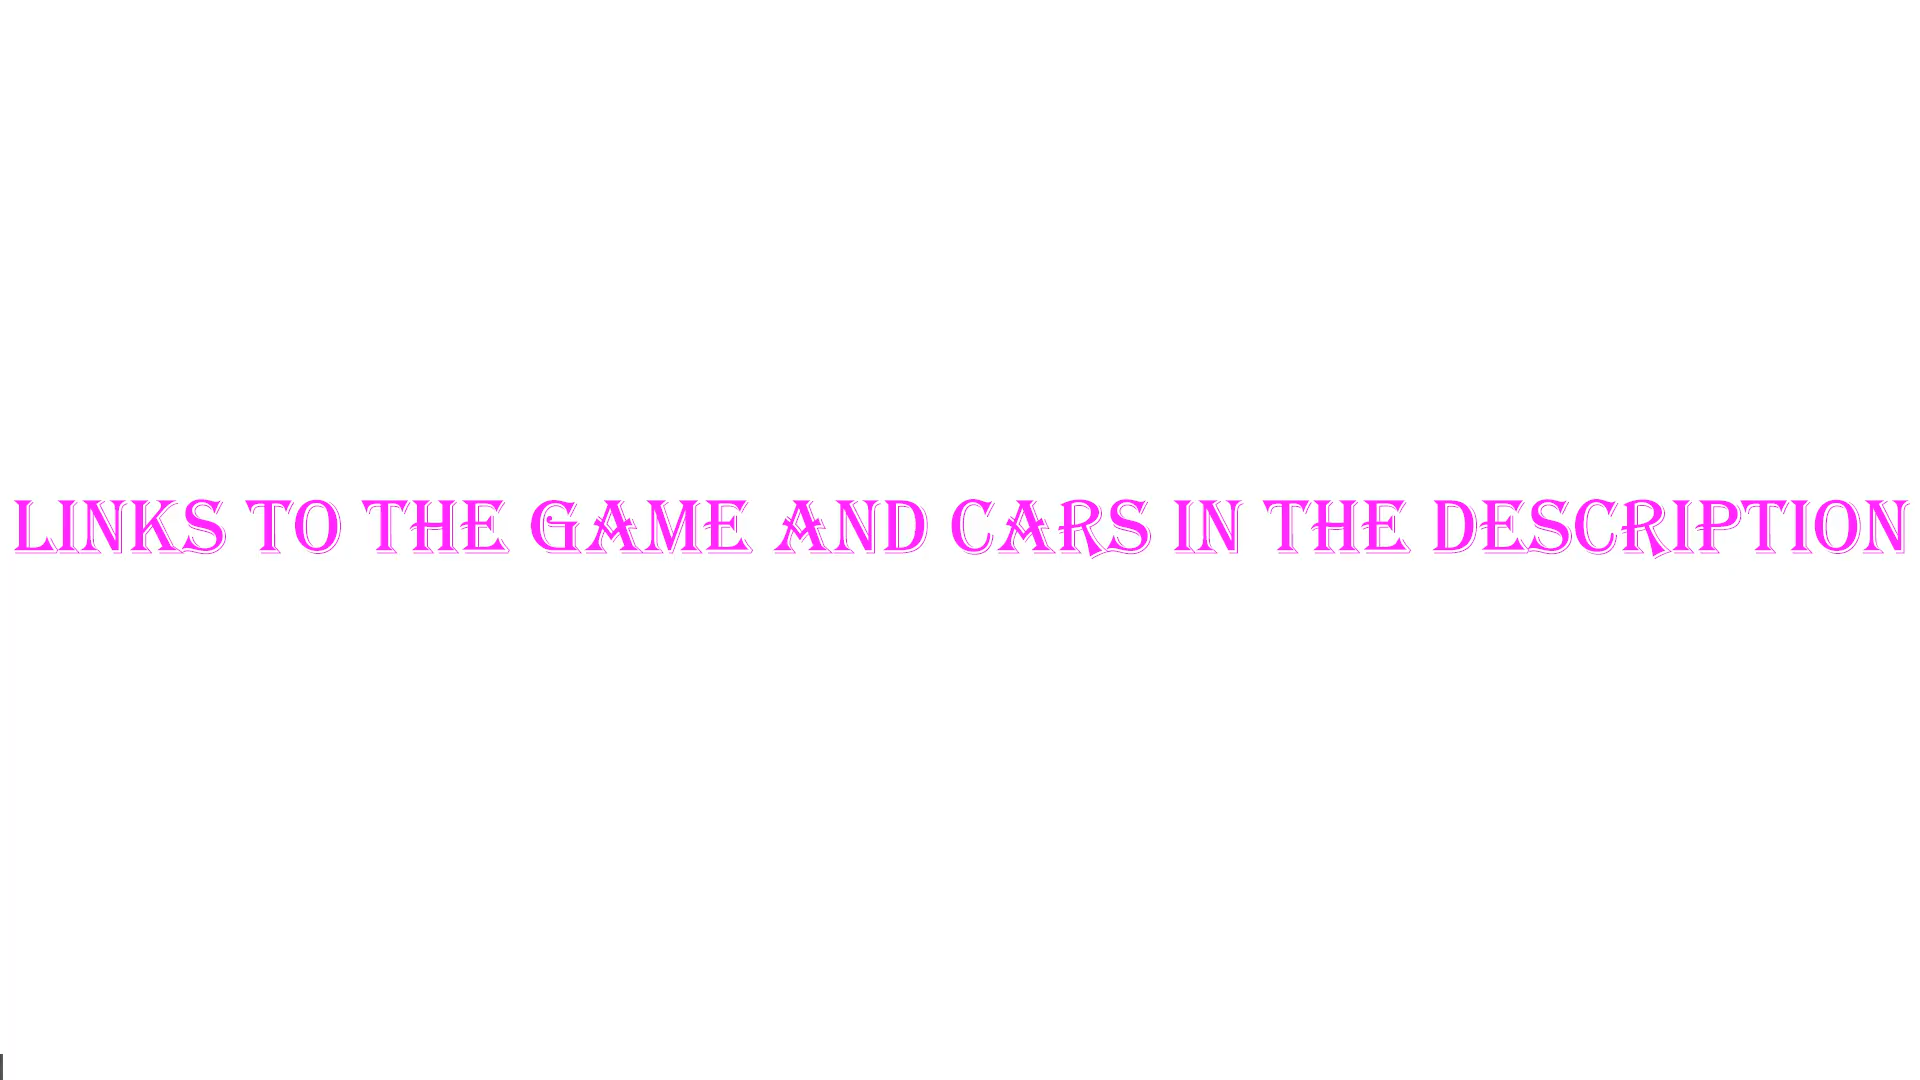 LINKS TO THE GAME AND CARS IN THE DESCRIPTION